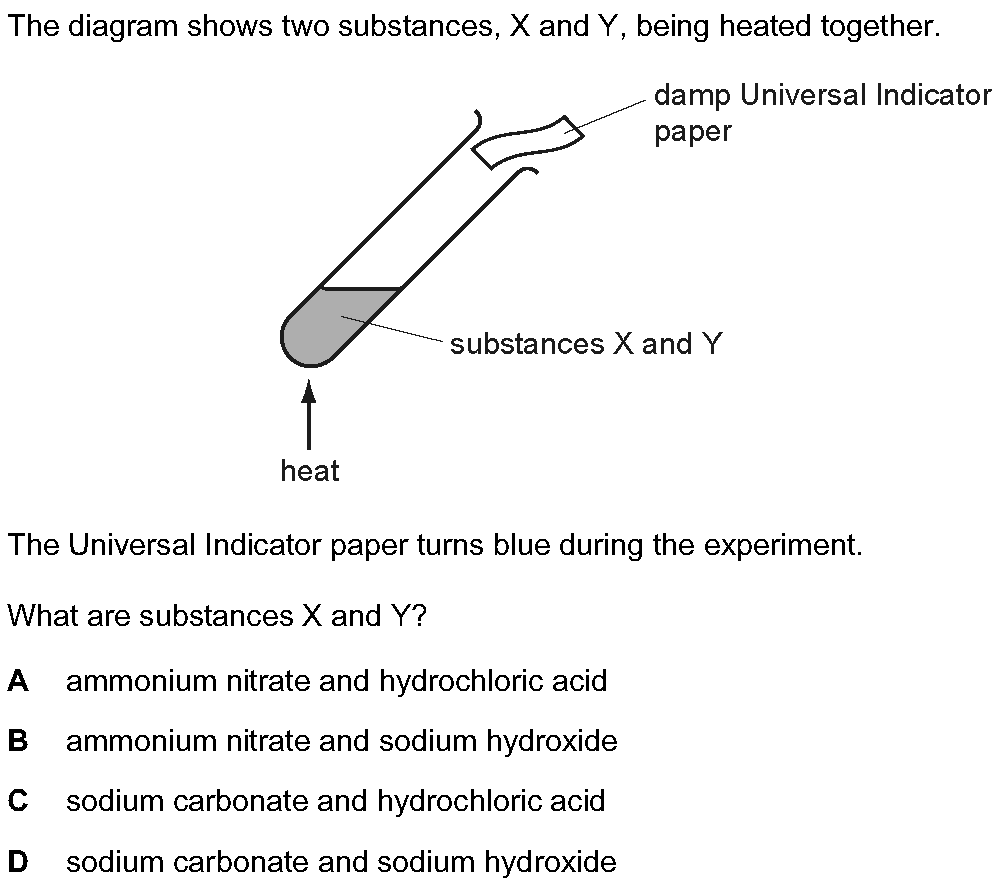 The diagram shows two substances, X and Y, being heated together.
damp Universal Indicator
paper
substances X and Y
heat
The Universal Indicator paper turns blue during the experiment.
What are substances X and Y?
A ammonium nitrate and hydrochloric acid
B ammonium nitrate and sodium hydroxide
C sodium carbonate and hydrochloric acid
D sodium carbonate and sodium hydroxide